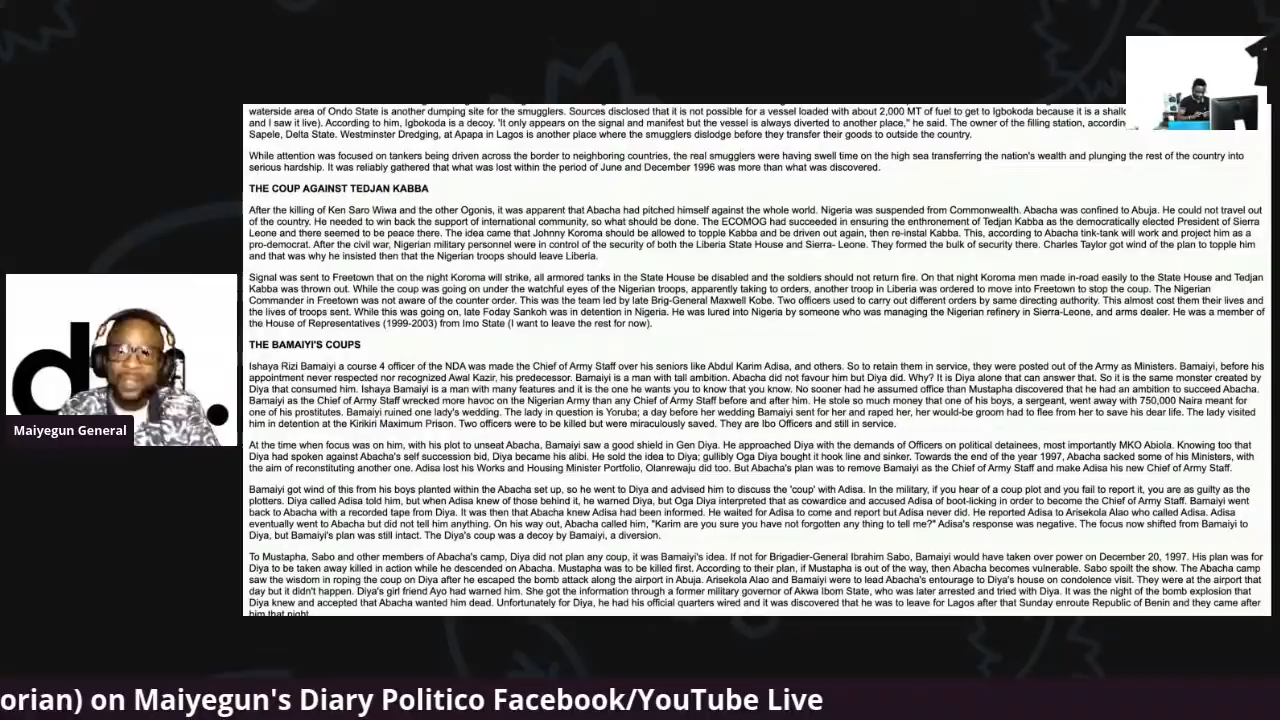 waterside area of Ondo State is another dumping site for the smugglers. Sources disclosed that it is not possible for a vessel loaded with about 2,000 MT of fuel to get to Igbokoda because it is a shallo
and I saw it live). According to him, Igbokoda is a decoy. 'It only appears on the signal and manifest but the vessel is always diverted to another place," he said. The owner of the filling station, accordin
Sapele, Delta State. Westminster Dredging, at Apapa in Lagos is another place where the smugglers dislodge before they transfer their goods to outside the country.
While attention was focused on tankers being driven across the border to neighboring countries, the real smugglers were having swell time on the high sea transferring the nation's wealth and plunging the rest of the country into
serious hardship. It was reliably gathered that what was lost within the period of June and December 1996 was more than what was discovered.
THE COUP AGAINST TEDJAN KABBA
After the killing of Ken Saro Wiwa and the other Ogonis, it was apparent that Abacha had pitched himself against the whole world. Nigeria was suspended from Commonwealth. Abacha was confined to Abuja. He could not travel out
of the country. He needed to win back the support of international community, so what should be done. The ECOMOG had succeeded in ensuring the enthronement of Tedjan Kabba as the democratically elected President of Sierra
Leone and there seemed to be peace there. The idea came that Johnny Koroma should be allowed to topple Kabba and be driven out again, then re-instal Kabba. This, according to Abacha tink-tank will work and project him as a
pro-democrat. After the civil war, Nigerian military personnel were in control of the security of both the Liberia State House and Sierra- Leone. They formed the bulk of security there. Charles Taylor got wind of the plan to topple him
and that was why he insisted then that the Nigerian troops should leave Liberia.
Signal was sent to Freetown that on the night Koroma will strike, all armored tanks in the State House be disabled and the soldiers should not return fire. On that night Koroma men made in-road easily to the State House and Tedjan
Kabba was thrown out. While the coup was going on under the watchful eyes of the Nigerian troops, apparently taking to orders, another troop in Liberia was ordered to move into Freetown to stop the coup. The Nigerian
Commander in Freetown was not aware of the counter order. This was the team led by late Brig-General Maxwell Kobe. Two officers used to carry out different orders by same directing authority. This almost cost them their lives and
the lives of troops sent. While this was going on, late Foday Sankoh was in detention in Nigeria. He was lured into Nigeria by someone who was managing the Nigerian refinery in Sierra-Leone, and arms dealer. He was a member of
the House of Representatives (1999-2003) from Imo State (I want to leave the rest for now).
THE BAMAIYI'S COUPS
Ishaya Rizi Bamaiyi a course 4 officer of the NDA was made the Chief of Army Staff over his seniors like Abdul Karim Adisa, and others. So to retain them in service, they were posted out of the Army as Ministers. Bamaiyi, before his
appointment never respected nor recognized Awal Kazir, his predecessor. Bamaiyi is a man with tall ambition. Abacha did not favour him but Diya did. Why? It is Diya alone that can answer that. So it is the same monster created by
Diya that consumed him. Ishaya Bamaiyi is a man with many features and it is the one he wants you to know that you know. No sooner had he assumed office than Mustapha discovered that he had an ambition to succeed Abacha.
Bamaiyi as the Chief of Army Staff wrecked more havoc on the Nigerian Army than any Chief of Army Staff before and after him. He stole so much money that one of his boys, a sergeant, went away with 750,000 Naira meant for
one of his prostitutes. Bamaiyi ruined one lady's wedding. The lady in question is Yoruba; a day before her wedding Bamaiyi sent for her and raped her, her would-be groom had to flee from her to save his dear life. The lady visited
him in detention at the Kirikiri Maximum Prison. Two officers were to be killed but were miraculously saved. They are Ibo Officers and still in service.
At the time when focus was on him, with his plot to unseat Abacha, Bamaiyi saw a good shield in Gen Diya. He approached Diya with the demands of Officers on political detainees, most importantly MKO Abiola. Knowing too that
Diya had spoken against Abacha's self succession bid, Diya became his alibi. He sold the idea to Diya; gullibly Oga Diya bought it hook line and sinker. Towards the end of the year 1997, Abacha sacked some of his Ministers, with
the aim of reconstituting another one. Adisa lost his Works and Housing Minister Portfolio, Olanrewaju did too. But Abacha's plan was to remove Bamaiyi as the Chief of Army Staff and make Adisa his new Chief of Army Staff.
Bamaiyi got wind of this from his boys planted within the Abacha set up, so he went to Diya and advised him to discuss the 'coup' with Adisa. In the military, if you hear of a coup plot and you fail to report it, you are as guilty as the
plotters. Diya called Adisa told him, but when Adisa knew of those behind it, he warned Diya, but Oga Diya interpreted that as cowardice and accused Adisa of boot-licking in order to become the Chief of Army Staff. Bamaiyi went
back to Abacha with a recorded tape from Diya. It was then that Abacha knew Adisa had been informed. He waited for Adisa to come and report but Adisa never did. He reported Adisa to Arisekola Alao who called Adisa. Adisa
eventually went to Abacha but did not tell him anything. On his way out, Abacha called him, "Karim are you sure you have not forgotten any thing to tell me?" Adisa's response was negative. The focus now shifted from Bamaiyi to
Diya, but Bamaiyi's plan was still intact. The Diya's coup was a decoy by Bamaiyi, a diversion.
To Mustapha, Sabo and other members of Abacha's camp, Diya did not plan any coup, it was Bamaiyi's idea. If not for Brigadier-General Ibrahim Sabo, Bamaiyi would have taken over power on December 20, 1997. His plan was for
Diya to be taken away killed in action while he descended on Abacha. Mustapha was to be killed first. According to their plan, if Mustapha is out of the way, then Abacha becomes vulnerable. Sabo spoilt the show. The Abacha camp
saw the wisdom in roping the coup on Diya after he escaped the bomb attack along the airport in Abuja. Arisekola Alao and Bamaiyi were to lead Abacha's entourage to Diya's house on condolence visit. They were at the airport that
day but it didn't happen. Diya's girl friend Ayo had warned him. She got the information through a former military governor of Akwa Ibom State, who was later arrested and tried with Diya. It was the night of the bomb explosion that
Diya knew and accepted that Abacha wanted him dead. Unfortunately for Diya, he had his official quarters wired and it was discovered that he was to leave for Lagos after that Sunday enroute Republic of Benin and they came after
him that night.
Maiyegun General
orian) on Maiyegun's Diary Politico Facebook/YouTube Live